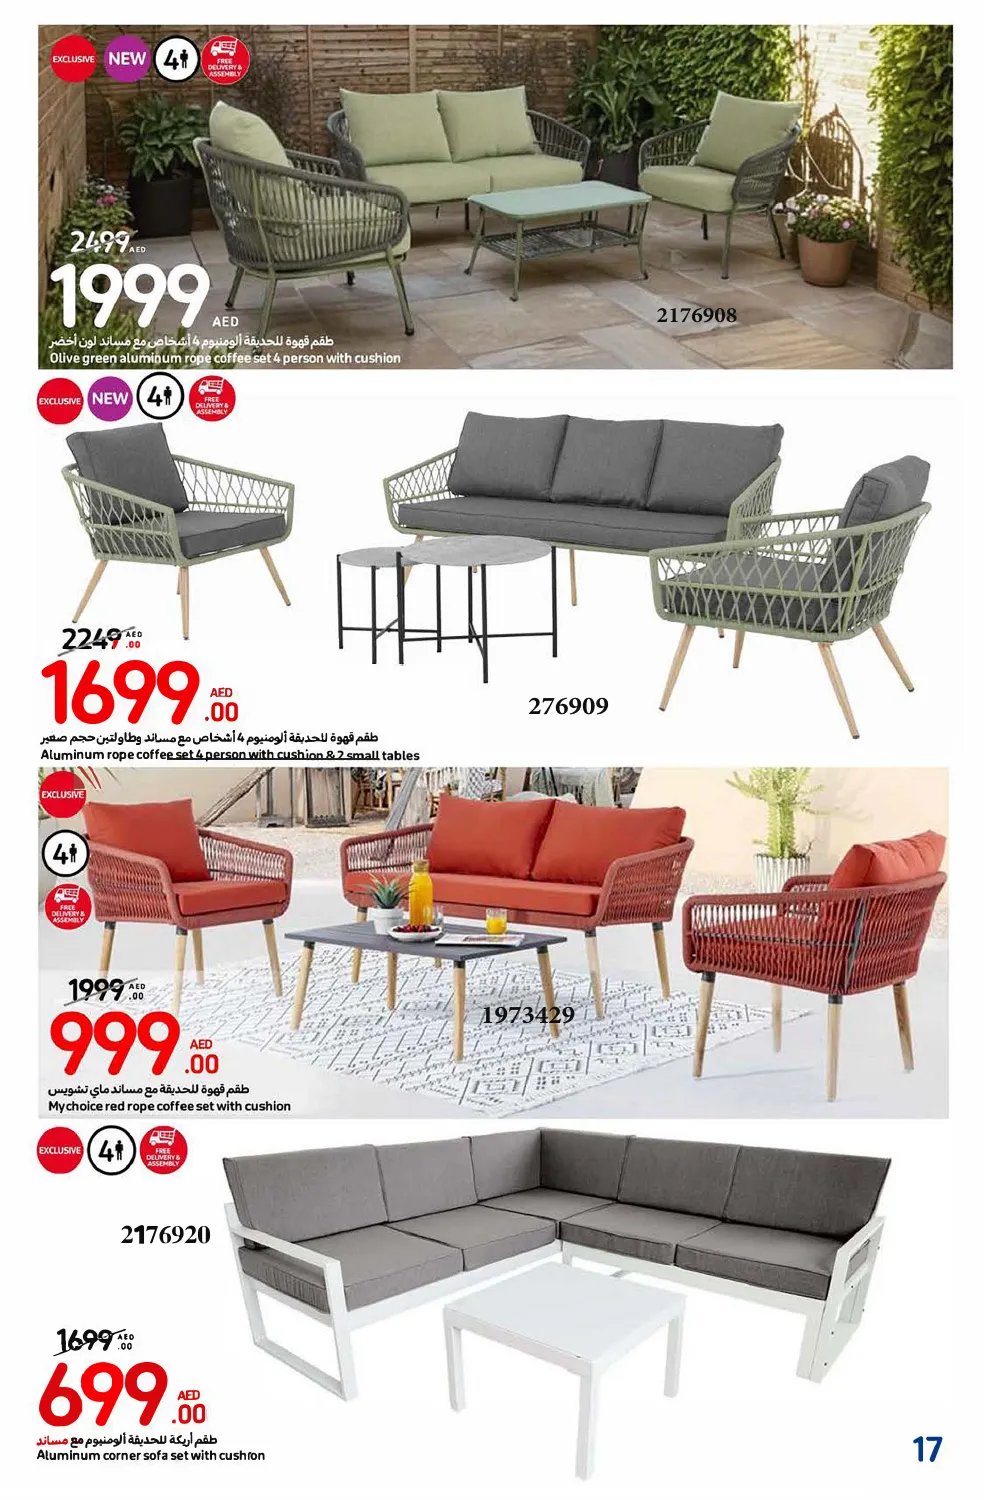 EXCLUSIVE
NEW
4
FREE
DELIVERY &
ASSEMBLY
2499 AED
1999 AED
2176908
طقم قهوة للحديقة ألومنيوم 4 أشخاص مع مساند لون أخضر
Olive green aluminum rope coffee set 4 person with cushion
EXCLUSIVE
NEW
4
FREE
DELIVERY &
ASSEMBLY
2249 AED .00
1699 AED .00
276909
طقم قهوة للحديقة ألومنيوم 4 أشخاص مع مساند وطاولتين حجم صغير
Aluminum rope coffee set 4 person with cushion & 2 small tables
EXCLUSIVE
4
FREE
DELIVERY &
ASSEMBLY
1999 AED .00
999 AED .00
1973429
طقم قهوة للحديقة مع مساند ماي تشويس
Mychoice red rope coffee set with cushion
EXCLUSIVE
4
FREE
DELIVERY &
ASSEMBLY
2176920
1699 AED .00
699 AED .00
طقم أريكة للحديقة ألومنيوم مع مساند
Aluminum corner sofa set with cushion
17